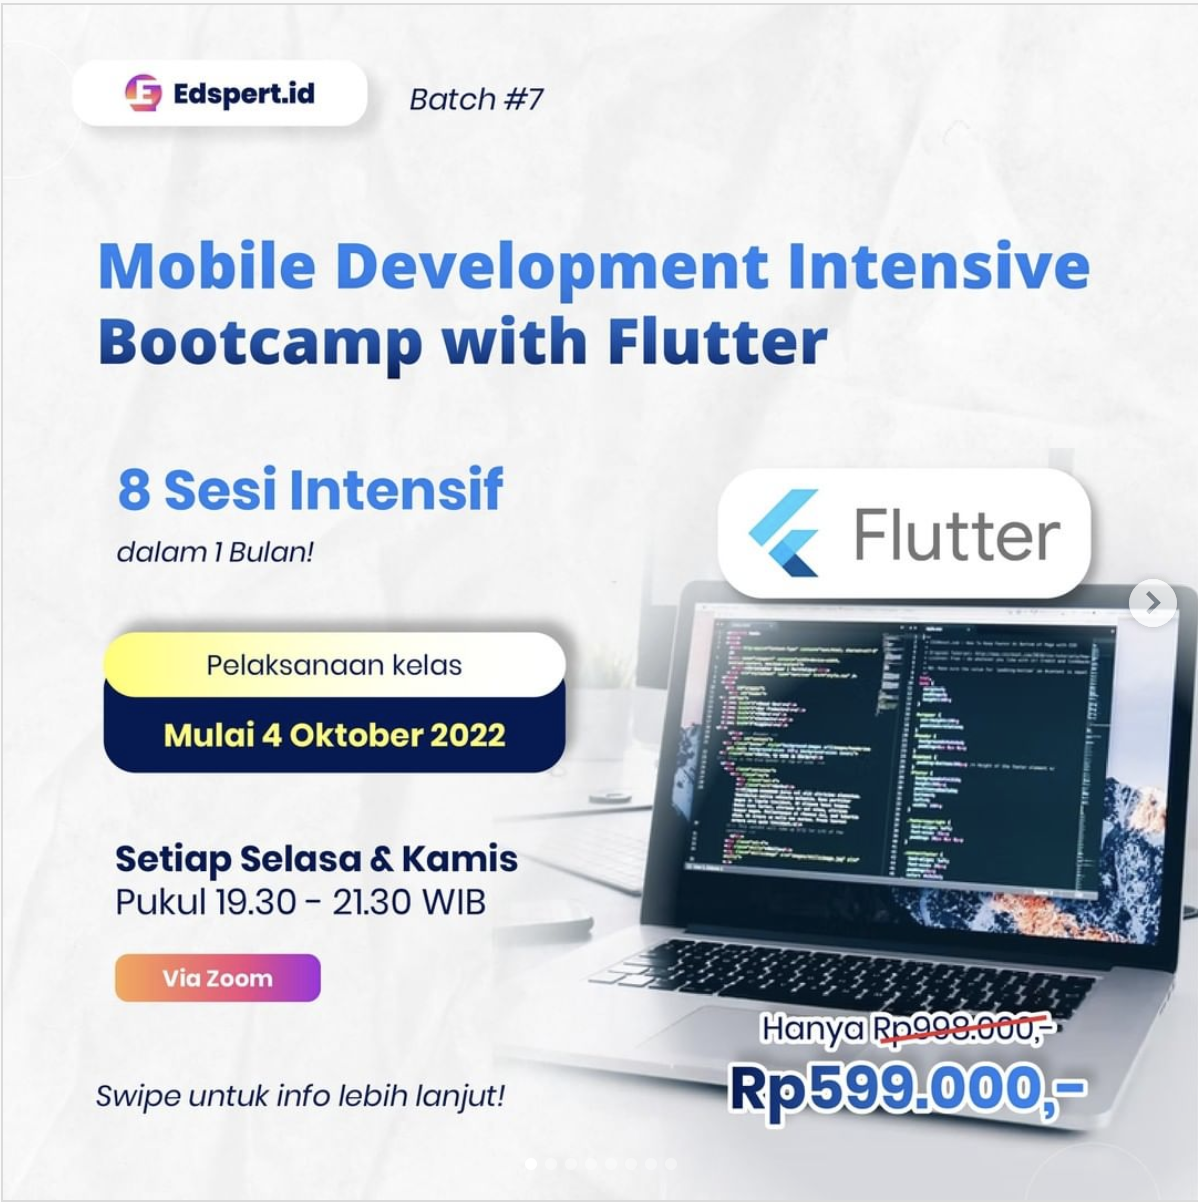 Edspert.id
Batch #7
Mobile Development Intensive
Bootcamp with Flutter
8 Sesi Intensif
dalam 1 Bulan!
Flutter
Pelaksanaan kelas
Mulai 4 Oktober 2022
Setiap Selasa & Kamis
Pukul 19.30 - 21.30 WIB
Via Zoom
Hanya Rp998.000,-
Rp599.000,-
Swipe untuk info lebih lanjut!